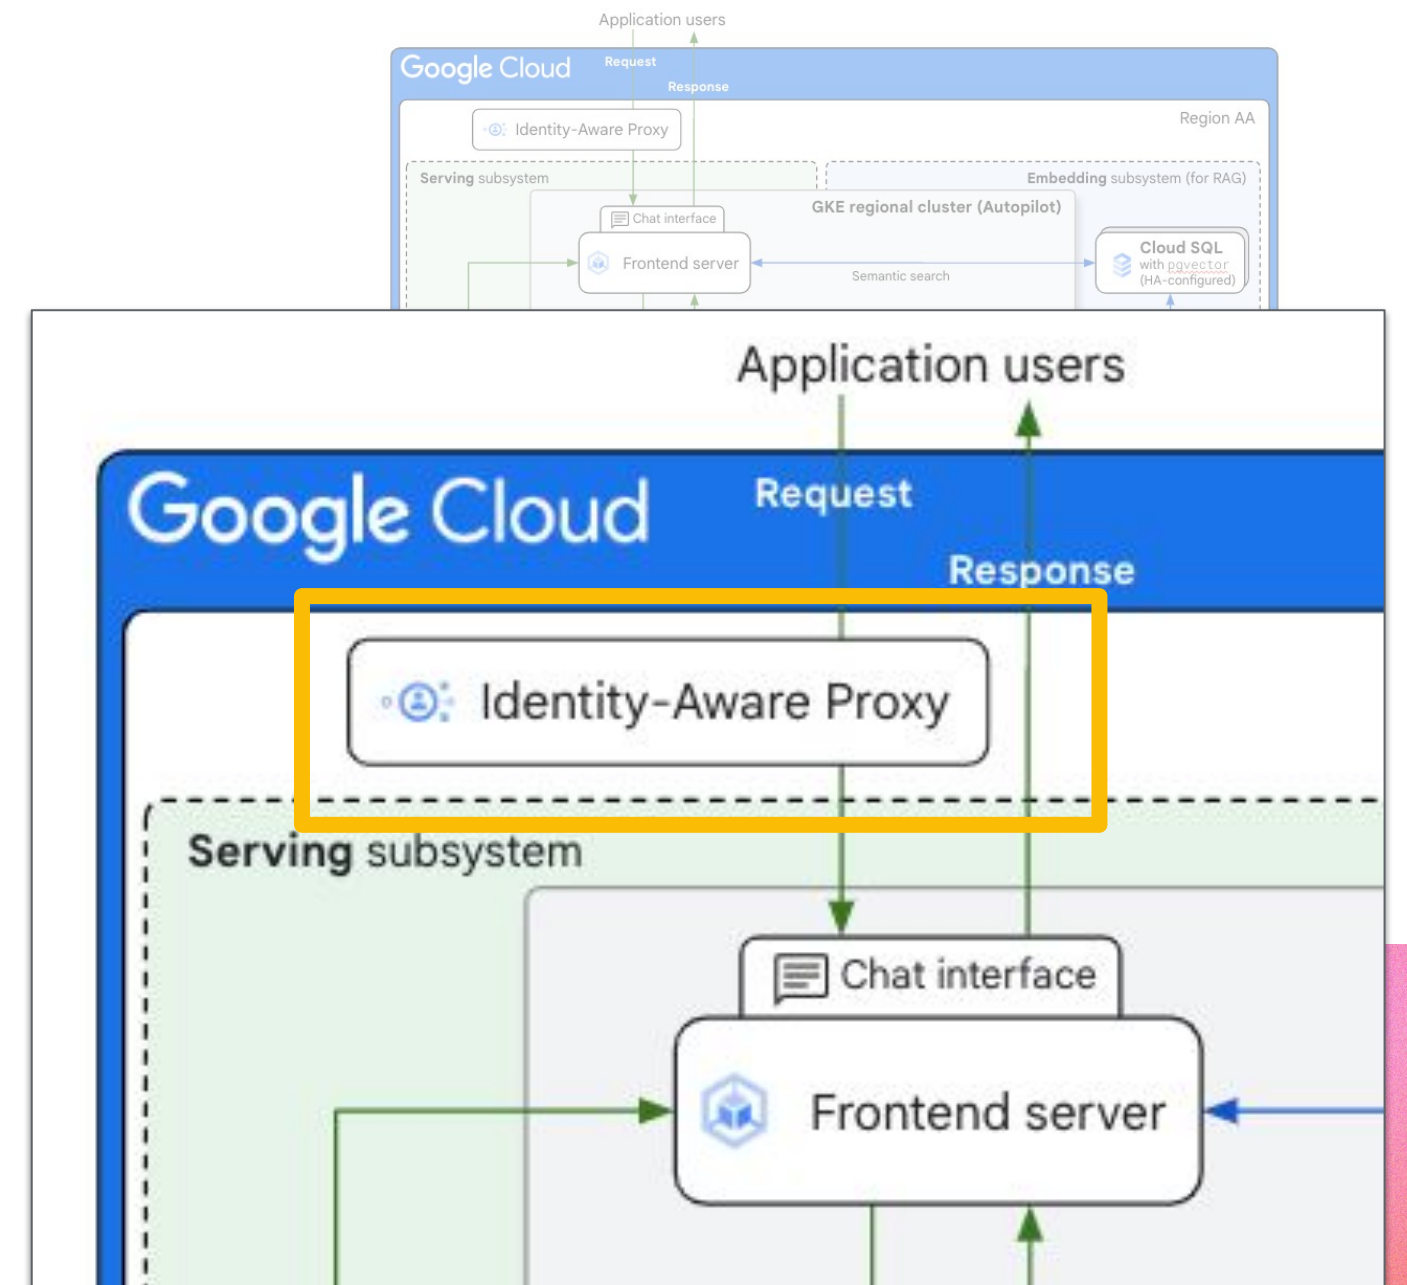 Application users
Google Cloud
Request
Response
Identity-Aware Proxy
Region AA
Serving subsystem
Embedding subsystem (for RAG)
GKE regional cluster (Autopilot)
Chat interface
Frontend server
Semantic search
Cloud SQL
with pgvector
(HA-configured)
Application users
Google Cloud
Request
Response
Identity-Aware Proxy
Serving subsystem
Chat interface
Frontend server